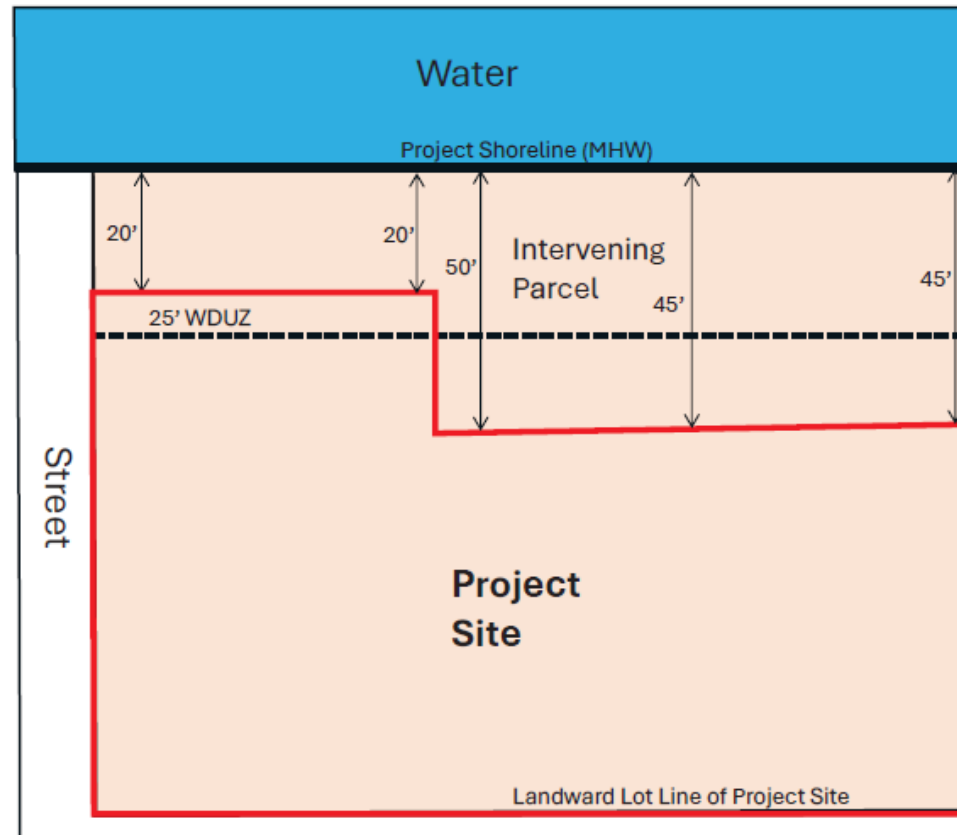 Water
Project Shoreline (MHW)
20’
20’
50’
Intervening
Parcel
45’
45’
25’ WDUZ
Street
Project
Site
Landward Lot Line of Project Site